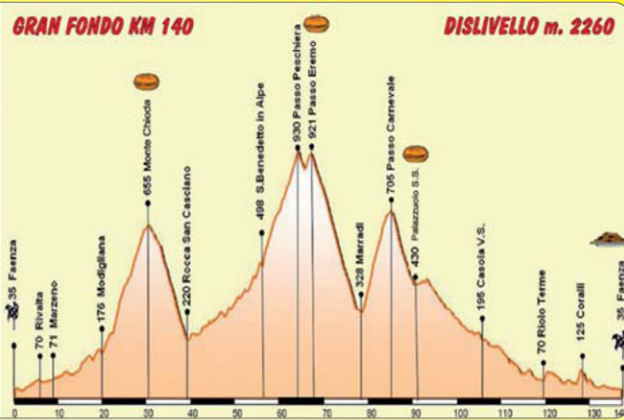 GRAN FONDO KM 140
DISLIVELLO m. 2260
35 Faenza
70 Rivalta
71 Marzeno
176 Modigliana
655 Monte Chioda
220 Rocca San Casciano
498 S.Benedetto in Alpe
930 Passo Peschiera
921 Passo Eremo
328 Marradi
705 Passo Carnevale
430 Palazzuolo S.S.
195 Casola V.S.
70 Riolo Terme
125 Coralli
35 Faenza
0 10 20 30 40 50 60 70 80 90 100 110 120 130